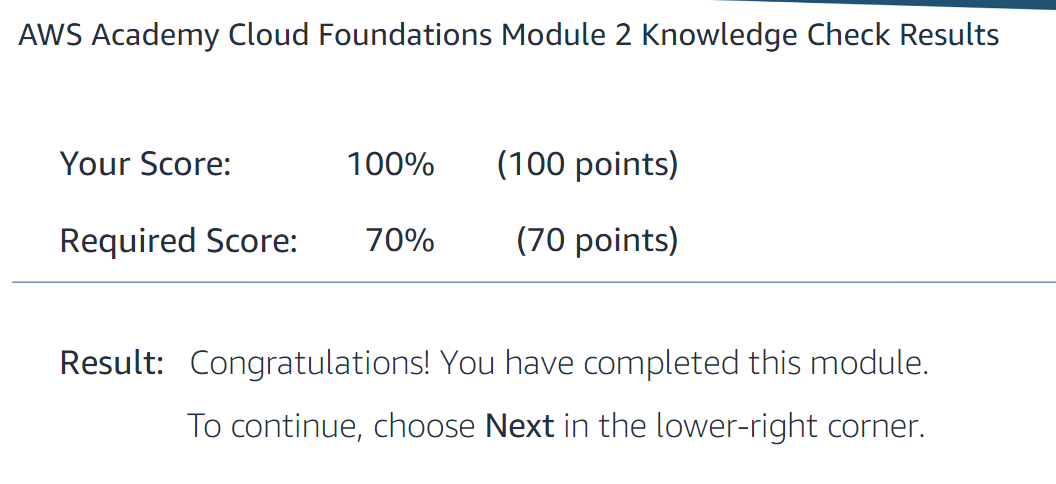 AWS Academy Cloud Foundations Module 2 Knowledge Check Results
Your Score: 100% (100 points)
Required Score: 70% (70 points)
Result: Congratulations! You have completed this module.
To continue, choose Next in the lower-right corner.